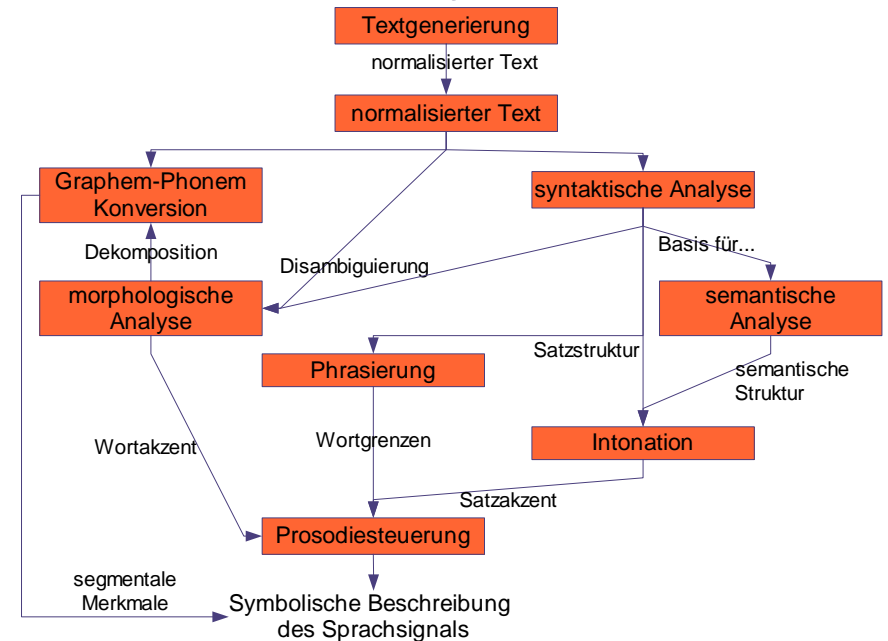 Textgenerierung
normalisierter Text
normalisierter Text
Graphem-Phonem
Konversion
syntaktische Analyse
Dekomposition
Disambiguierung
Basis für...
morphologische
Analyse
semantische
Analyse
Satzstruktur
Phrasierung
semantische
Struktur
Wortakzent
Wortgrenzen
Intonation
Satzakzent
Prosodiesteuerung
segmentale
Merkmale
Symbolische Beschreibung
des Sprachsignals